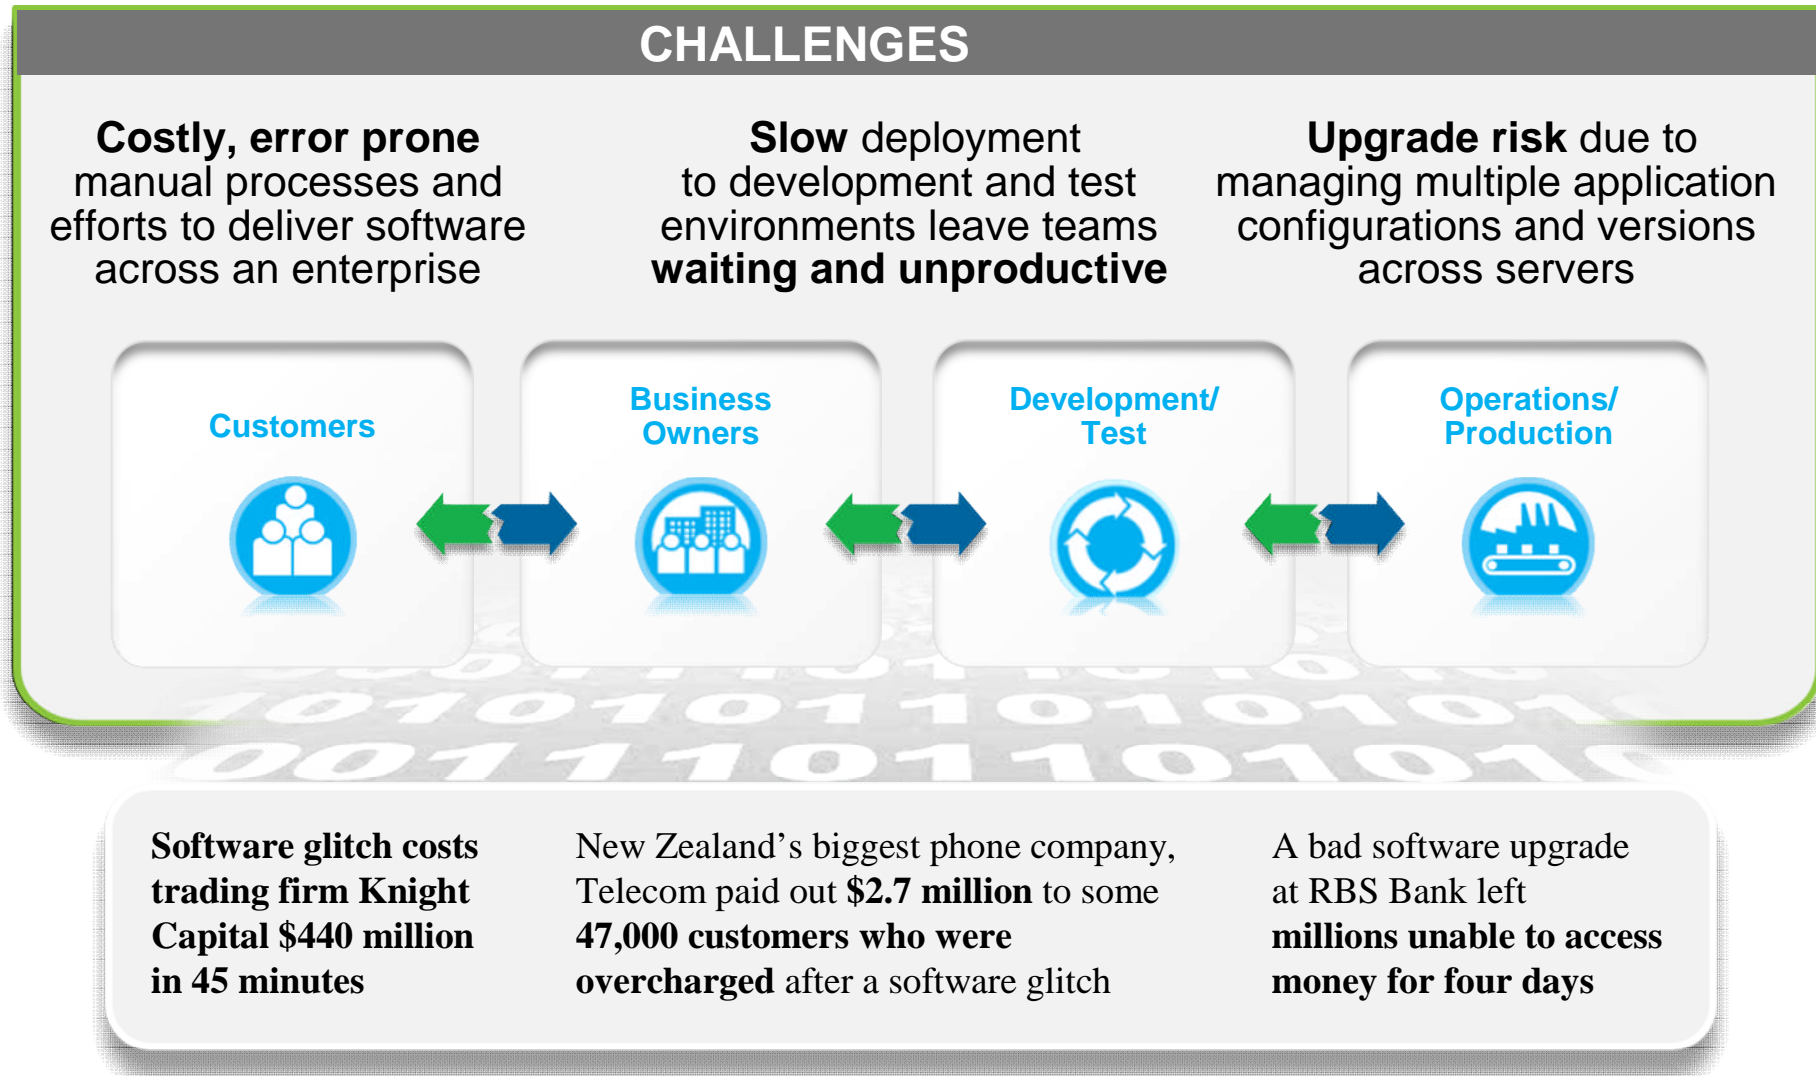 CHALLENGES
Costly, error prone
manual processes and
efforts to deliver software
across an enterprise
Slow deployment
to development and test
environments leave teams
waiting and unproductive
Upgrade risk due to
managing multiple application
configurations and versions
across servers
Customers
Business
Owners
Development/
Test
Operations/
Production
101010110101010
001110110101010
Software glitch costs
trading firm Knight
Capital $440 million
in 45 minutes
New Zealand’s biggest phone company,
Telecom paid out $2.7 million to some
47,000 customers who were
overcharged after a software glitch
A bad software upgrade
at RBS Bank left
millions unable to access
money for four days